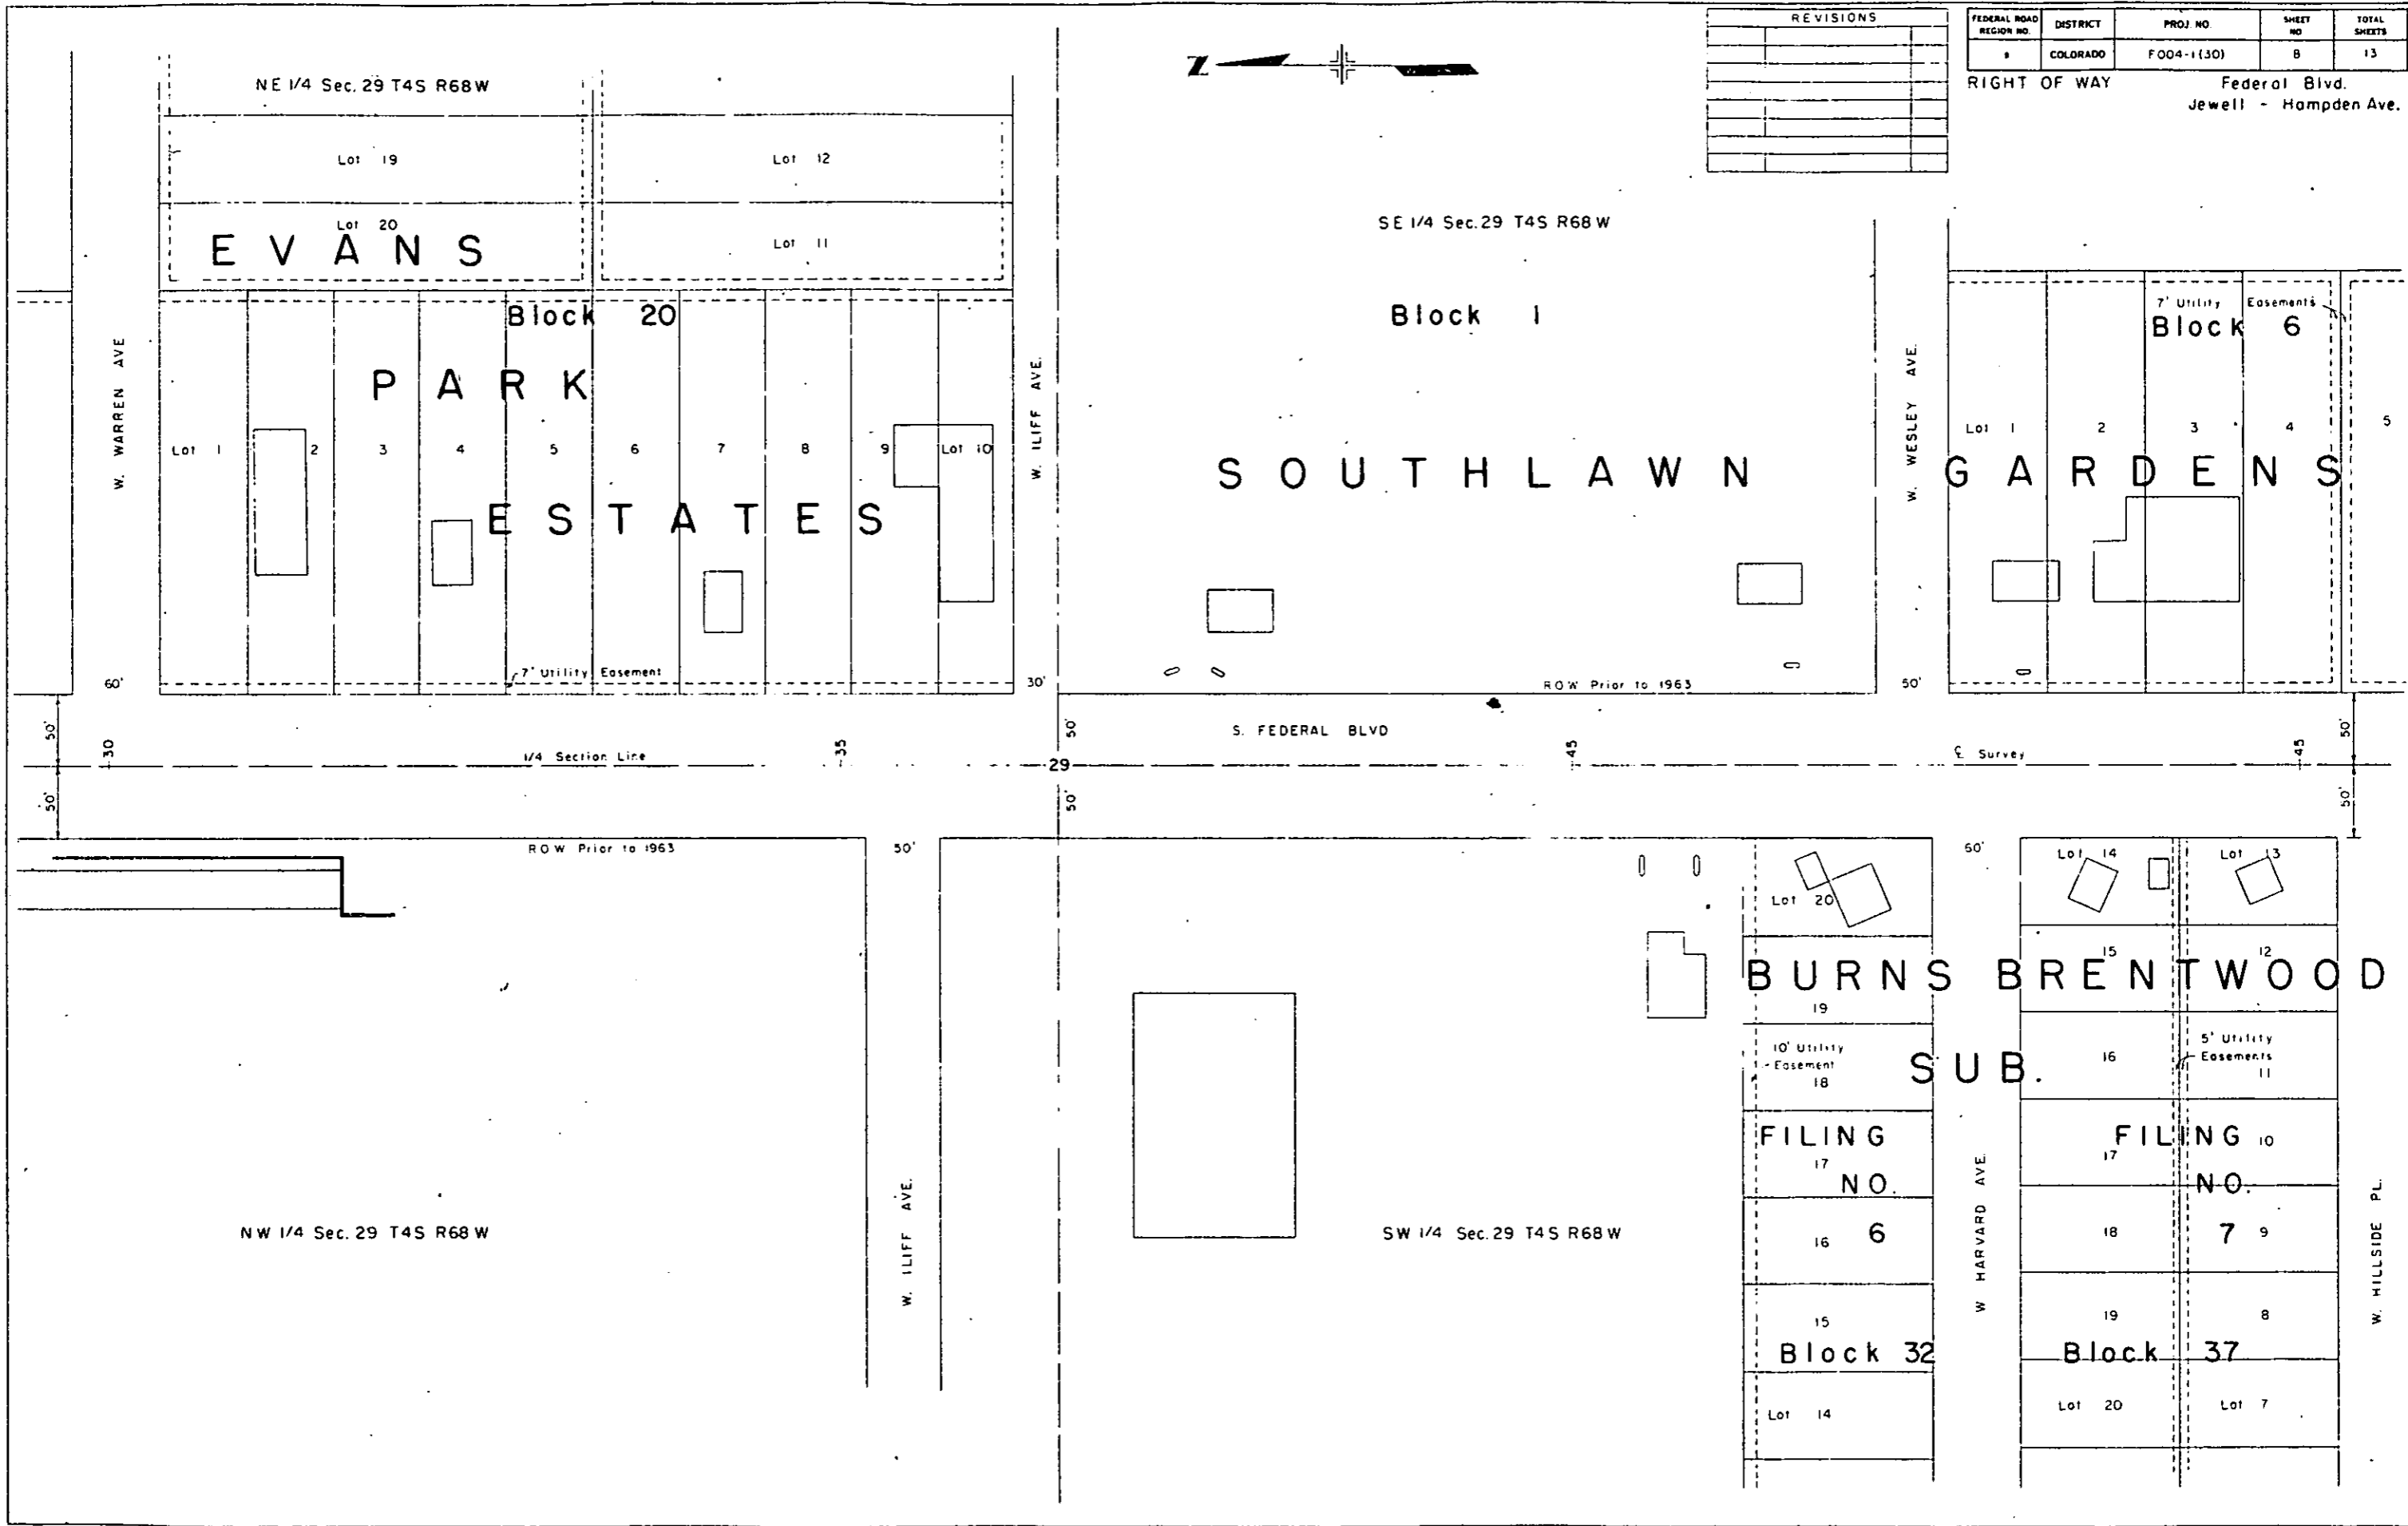 REVISIONS
FEDERAL ROAD REGION NO.
DISTRICT
PROJ. NO.
SHEET NO
TOTAL SHEETS
9
COLORADO
F004-1(30)
8
13
RIGHT OF WAY
Federal Blvd.
Jewell - Hampden Ave.
Z
NE 1/4 Sec. 29 T4S R68W
Lot 19
Lot 12
Lot 20
Lot 11
EVANS
Block 20
PARK
ESTATES
W. WARREN AVE
Lot 1
2
3
4
5
6
7
8
9
Lot 10
7' Utility Easement
60'
30'
W. ILIFF AVE.
SE 1/4 Sec. 29 T4S R68W
Block 1
SOUTHLAWN GARDENS
ROW Prior to 1963
W. WESLEY AVE.
50'
7' Utility Easements
Block 6
Lot 1
2
3
4
5
50'
50'
30
1/4 Section Line
35
50'
29
50'
S. FEDERAL BLVD
45
℄ Survey
45
50'
50'
ROW Prior to 1963
50'
W. ILIFF AVE.
NW 1/4 Sec. 29 T4S R68W
SW 1/4 Sec. 29 T4S R68W
60'
Lot 20
Lot 14
Lot 13
BURNS BRENTWOOD
SUB.
19
15
12
10' Utility Easement
18
16
5' Utility Easements
11
FILING
17
NO.
6
16
15
Block 32
Lot 14
W HARVARD AVE.
FILING
17
10
NO.
7
18
9
19
8
Block 37
Lot 20
Lot 7
W. HILLSIDE PL.